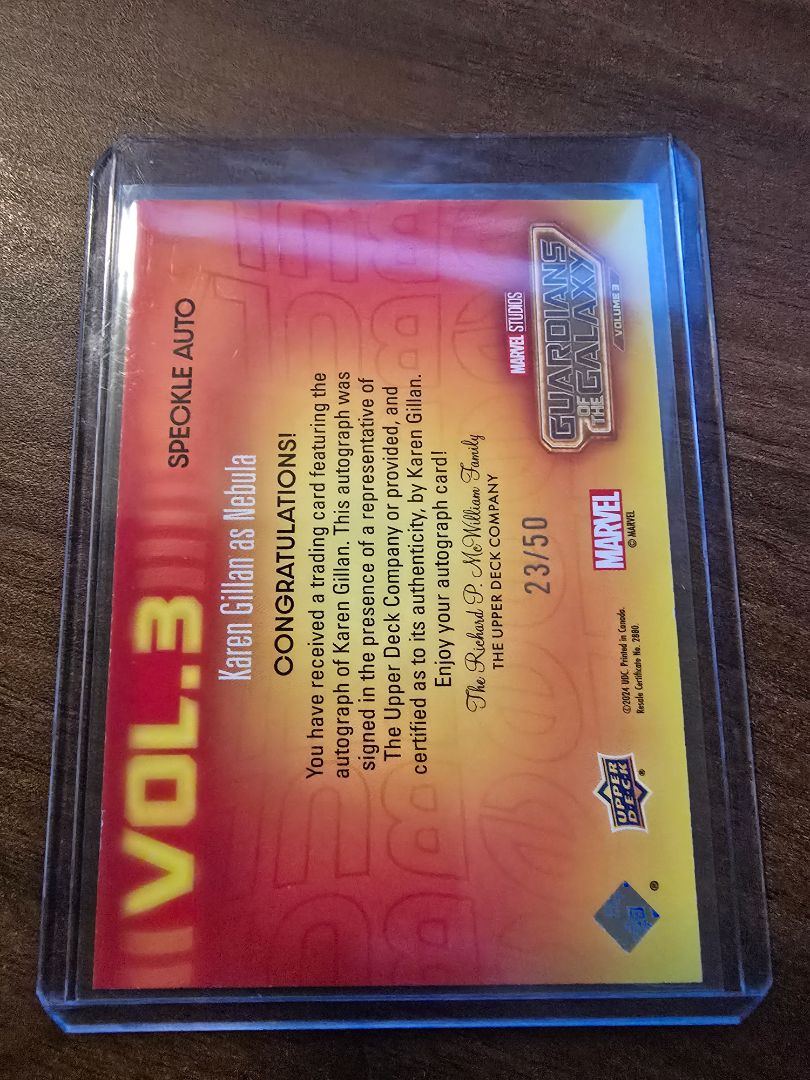 VOL.3
SPECKLE AUTO
Karen Gillan as Nebula
CONGRATULATIONS!
You have received a trading card featuring the
autograph of Karen Gillan. This autograph was
signed in the presence of a representative of
The Upper Deck Company or provided, and
certified as to its authenticity, by Karen Gillan.
Enjoy your autograph card!
The Richard P. McWilliam Family
THE UPPER DECK COMPANY
23/50
MARVEL STUDIOS
GUARDIANS
OF THE GALAXY
VOLUME 3
UPPER
DECK
®
©2024 UDC. Printed in Canada.
Resale Certificate No. 2880.
MARVEL
© MARVEL
®